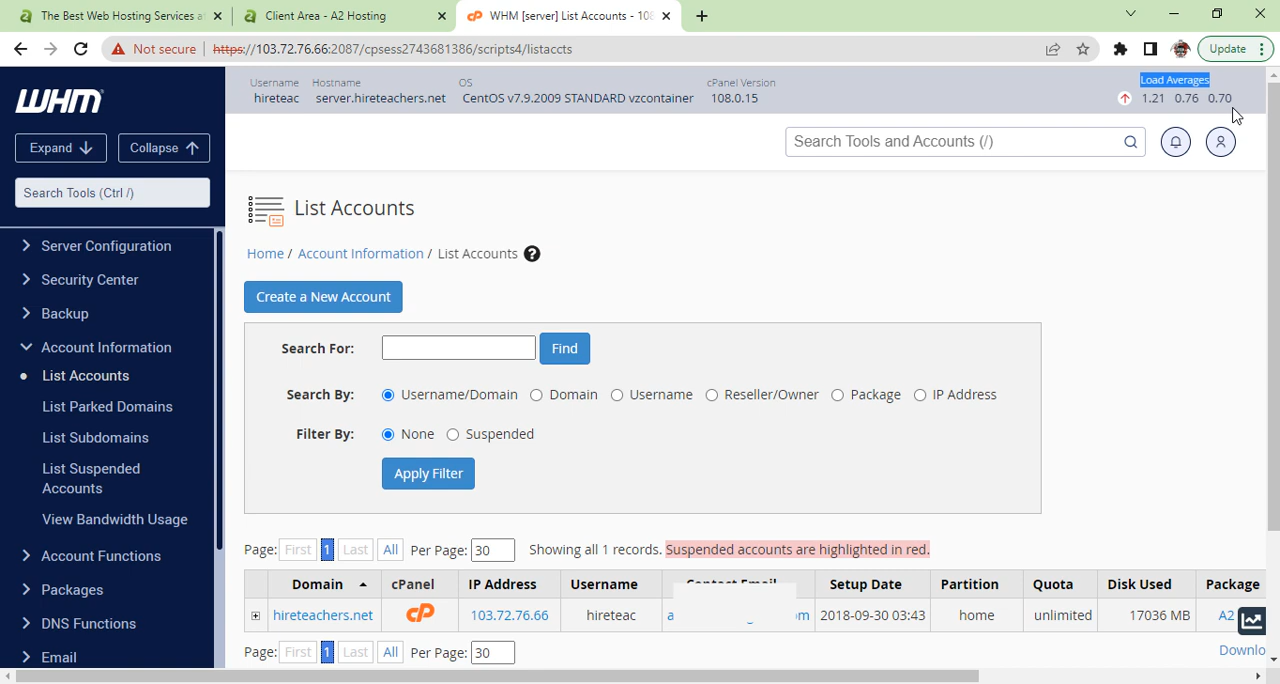 The Best Web Hosting Services a
Client Area - A2 Hosting
WHM [server] List Accounts - 108
Not secure https://103.72.76.66:2087/cpsess2743681386/scripts4/listaccts Update
WHM
Username Hostname OS cPanel Version Load Averages
hireteac server.hireteachers.net CentOS v7.9.2009 STANDARD vzcontainer 108.0.15 1.21 0.76 0.70
Expand Collapse
Search Tools and Accounts (/)
Search Tools (Ctrl /)
Server Configuration
Security Center
Backup
Account Information
List Accounts
List Parked Domains
List Subdomains
List Suspended
Accounts
View Bandwidth Usage
Account Functions
Packages
DNS Functions
Email
List Accounts
Home / Account Information / List Accounts ?
Create a New Account
Search For: Find
Search By: Username/Domain Domain Username Reseller/Owner Package IP Address
Filter By: None Suspended
Apply Filter
Page: First 1 Last All Per Page: 30 Showing all 1 records. Suspended accounts are highlighted in red.
Domain cPanel IP Address Username Contact Email Setup Date Partition Quota Disk Used Package
hireteachers.net cP 103.72.76.66 hireteac 2018-09-30 03:43 home unlimited 17036 MB A2
Page: First 1 Last All Per Page: 30
Downlo